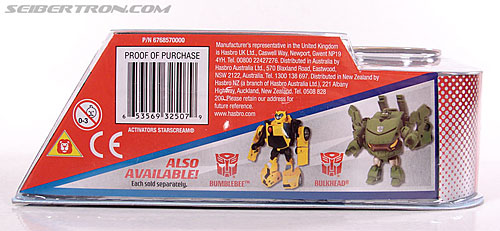 SEIBERTRON.COM
P/N 6768570000
PROOF OF PURCHASE
6 53569 32507 9
ACTIVATORS STARSCREAM®
Manufacturer's representative in the United Kingdom
is Hasbro UK Ltd., Caswell Way, Newport, Gwent NP19
4YH. Tel. 00800 22427276. Distributed in Australia by
Hasbro Australia Ltd., 570 Blaxland Road, Eastwood,
NSW 2122, Australia. Tel: 1300 138 697. Distributed in New Zealand by
Hasbro NZ (a branch of Hasbro Australia Ltd.), 221 Albany
Highway, Auckland, New Zealand. Tel. 0508 828
200. Please retain this information for
future reference.
www.hasbro.com
0-3
CE
ALSO
AVAILABLE!
Each sold separately.
BUMBLEBEE™
BULKHEAD®